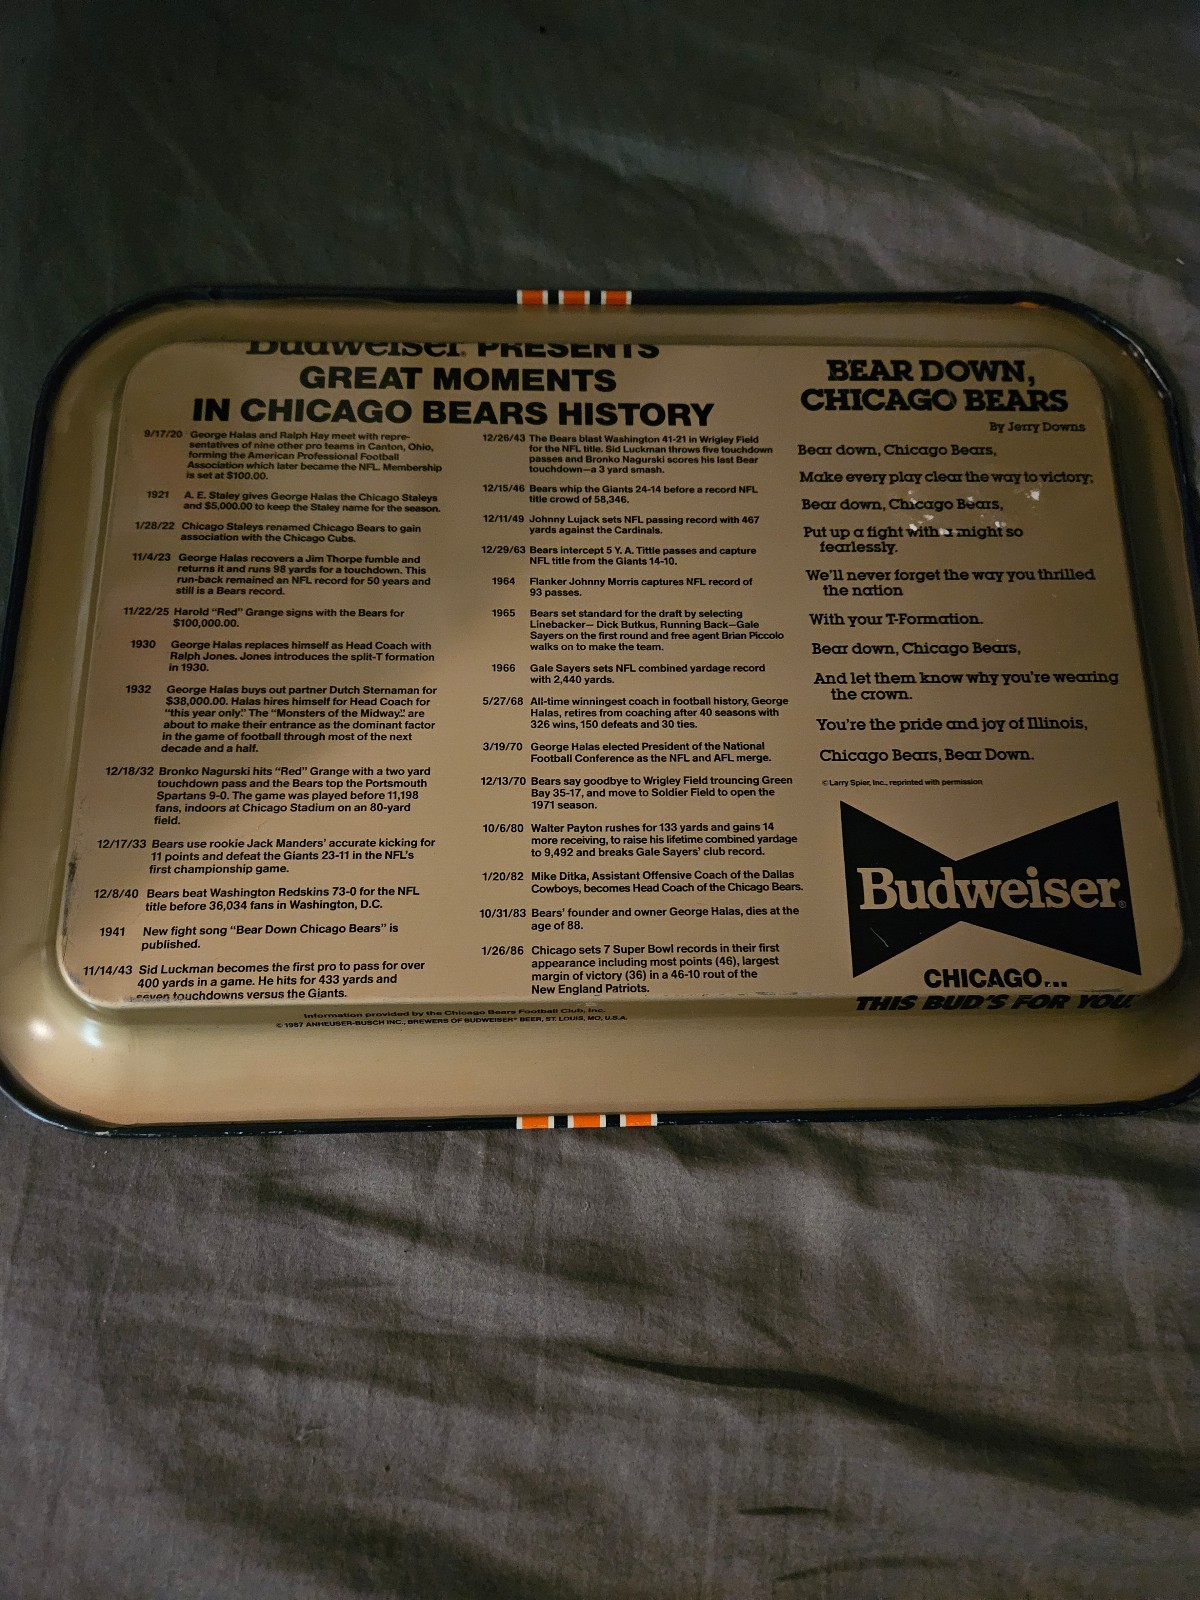 Budweiser® PRESENTS
GREAT MOMENTS
IN CHICAGO BEARS HISTORY
9/17/20 George Halas and Ralph Hay meet with repre-
sentatives of nine other pro teams in Canton, Ohio,
forming the American Professional Football
Association which later became the NFL. Membership
is set at $100.00.
1921 A. E. Staley gives George Halas the Chicago Staleys
and $5,000.00 to keep the Staley name for the season.
1/28/22 Chicago Staleys renamed Chicago Bears to gain
association with the Chicago Cubs.
11/4/23 George Halas recovers a Jim Thorpe fumble and
returns it and runs 98 yards for a touchdown. This
run-back remained an NFL record for 50 years and
still is a Bears record.
11/22/25 Harold “Red” Grange signs with the Bears for
$100,000.00.
1930 George Halas replaces himself as Head Coach with
Ralph Jones. Jones introduces the split-T formation
in 1930.
1932 George Halas buys out partner Dutch Sternaman for
$38,000.00. Halas hires himself for Head Coach for
“this year only.” The “Monsters of the Midway.” are
about to make their entrance as the dominant factor
in the game of football through most of the next
decade and a half.
12/18/32 Bronko Nagurski hits “Red” Grange with a two yard
touchdown pass and the Bears top the Portsmouth
Spartans 9-0. The game was played before 11,198
fans, indoors at Chicago Stadium on an 80-yard
field.
12/17/33 Bears use rookie Jack Manders’ accurate kicking for
11 points and defeat the Giants 23-11 in the NFL’s
first championship game.
12/8/40 Bears beat Washington Redskins 73-0 for the NFL
title before 36,034 fans in Washington, D.C.
1941 New fight song “Bear Down Chicago Bears” is
published.
11/14/43 Sid Luckman becomes the first pro to pass for over
400 yards in a game. He hits for 433 yards and
seven touchdowns versus the Giants.
12/26/43 The Bears blast Washington 41-21 in Wrigley Field
for the NFL title. Sid Luckman throws five touchdown
passes and Bronko Nagurski scores his last Bear
touchdown—a 3 yard smash.
12/15/46 Bears whip the Giants 24-14 before a record NFL
title crowd of 58,346.
12/11/49 Johnny Lujack sets NFL passing record with 467
yards against the Cardinals.
12/29/63 Bears intercept 5 Y. A. Tittle passes and capture
NFL title from the Giants 14-10.
1964 Flanker Johnny Morris captures NFL record of
93 passes.
1965 Bears set standard for the draft by selecting
Linebacker— Dick Butkus, Running Back—Gale
Sayers on the first round and free agent Brian Piccolo
walks on to make the team.
1966 Gale Sayers sets NFL combined yardage record
with 2,440 yards.
5/27/68 All-time winningest coach in football history, George
Halas, retires from coaching after 40 seasons with
326 wins, 150 defeats and 30 ties.
3/19/70 George Halas elected President of the National
Football Conference as the NFL and AFL merge.
12/13/70 Bears say goodbye to Wrigley Field trouncing Green
Bay 35-17, and move to Soldier Field to open the
1971 season.
10/6/80 Walter Payton rushes for 133 yards and gains 14
more receiving, to raise his lifetime combined yardage
to 9,492 and breaks Gale Sayers’ club record.
1/20/82 Mike Ditka, Assistant Offensive Coach of the Dallas
Cowboys, becomes Head Coach of the Chicago Bears.
10/31/83 Bears’ founder and owner George Halas, dies at the
age of 88.
1/26/86 Chicago sets 7 Super Bowl records in their first
appearance including most points (46), largest
margin of victory (36) in a 46-10 rout of the
New England Patriots.
Information provided by the Chicago Bears Football Club, Inc.
© 1987 ANHEUSER-BUSCH INC., BREWERS OF BUDWEISER® BEER, ST. LOUIS, MO, U.S.A.
BEAR DOWN,
CHICAGO BEARS
By Jerry Downs
Bear down, Chicago Bears,
Make every play clear the way to victory;
Bear down, Chicago Bears,
Put up a fight with a might so
fearlessly.
We’ll never forget the way you thrilled
the nation
With your T-Formation.
Bear down, Chicago Bears,
And let them know why you’re wearing
the crown.
You’re the pride and joy of Illinois,
Chicago Bears, Bear Down.
© Larry Spier, Inc., reprinted with permission
Budweiser®
CHICAGO...
THIS BUD’S FOR YOU.